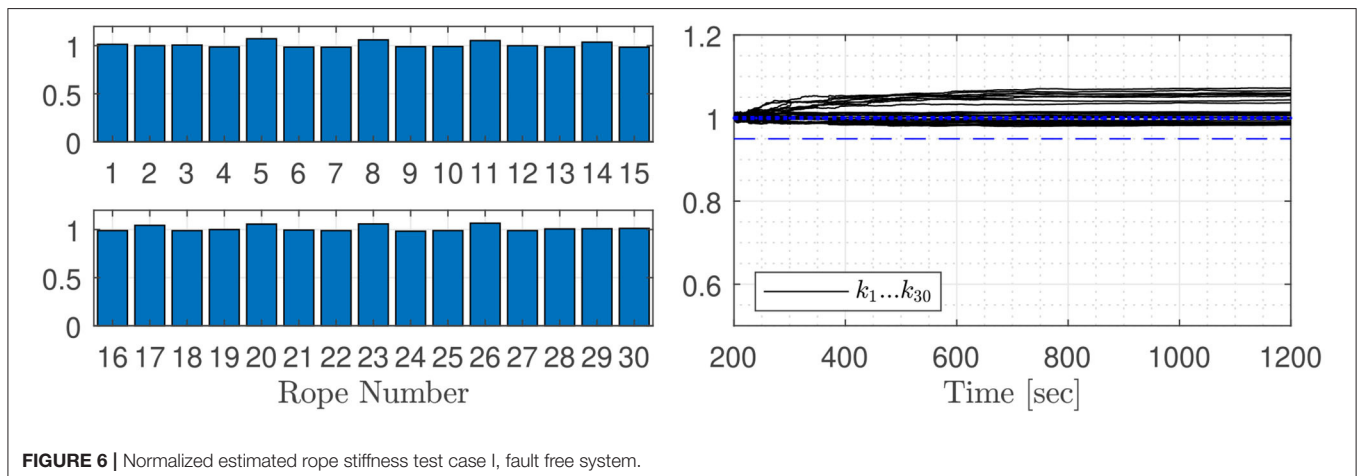 1
0.5
0
1 2 3 4 5 6 7 8 9 10 11 12 13 14 15
1
0.5
0
16 17 18 19 20 21 22 23 24 25 26 27 28 29 30
Rope Number
1.2
1
0.8
0.6
k₁...k₃₀
200 400 600 800 1000 1200
Time [sec]
FIGURE 6 | Normalized estimated rope stiffness test case I, fault free system.